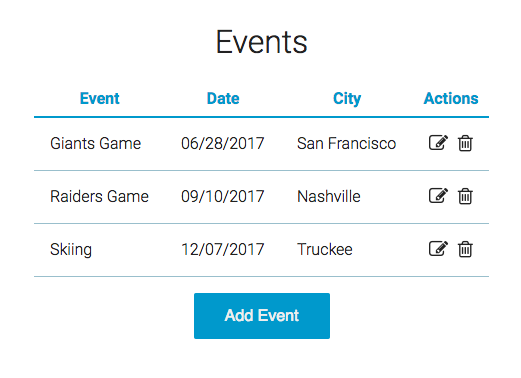 Events
Event Date City Actions
Giants Game 06/28/2017 San Francisco
Raiders Game 09/10/2017 Nashville
Skiing 12/07/2017 Truckee
Add Event